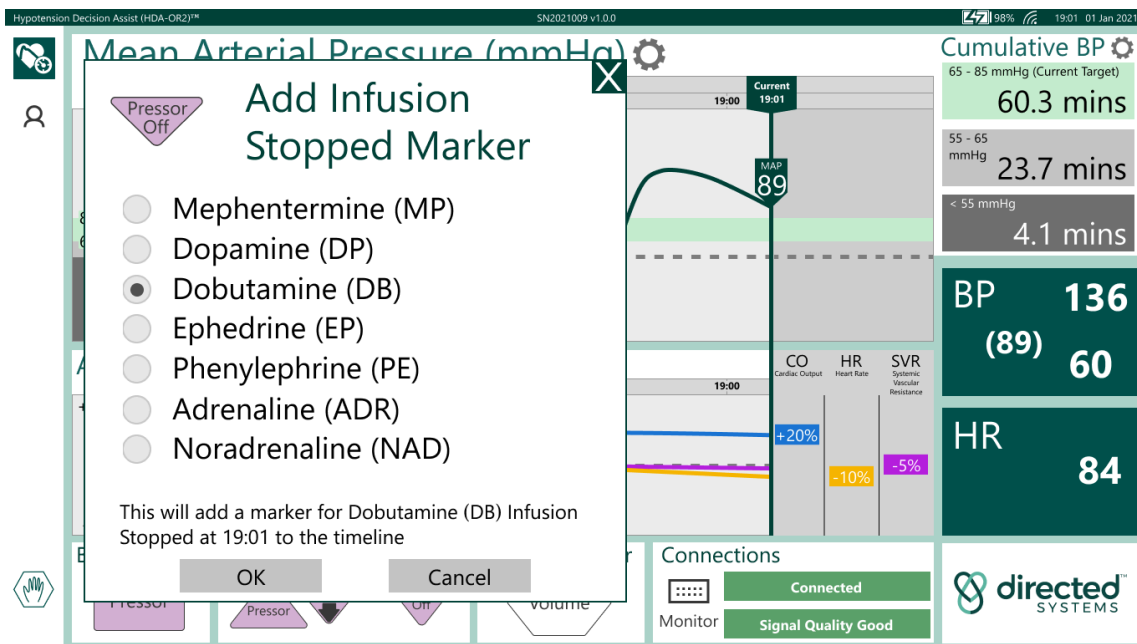 Hypotension Decision Assist (HDA-OR2)™
SN2021009 v1.0.0
98%
19:01 01 Jan 2021
Mean Arterial Pressure (mmHg)
Current
19:01
19:00
MAP
89
X
Pressor
Off
Add Infusion
Stopped Marker
Mephentermine (MP)
Dopamine (DP)
Dobutamine (DB)
Ephedrine (EP)
Phenylephrine (PE)
Adrenaline (ADR)
Noradrenaline (NAD)
This will add a marker for Dobutamine (DB) Infusion
Stopped at 19:01 to the timeline
OK
Cancel
19:00
CO
Cardiac Output
HR
Heart Rate
SVR
Systemic
Vascular
Resistance
+20%
-10%
-5%
Pressor
Pressor
Off
Volume
Connections
Monitor
Connected
Signal Quality Good
Cumulative BP
65 - 85 mmHg (Current Target)
60.3 mins
55 - 65
mmHg
23.7 mins
< 55 mmHg
4.1 mins
BP
136
(89)
60
HR
84
directed™
SYSTEMS